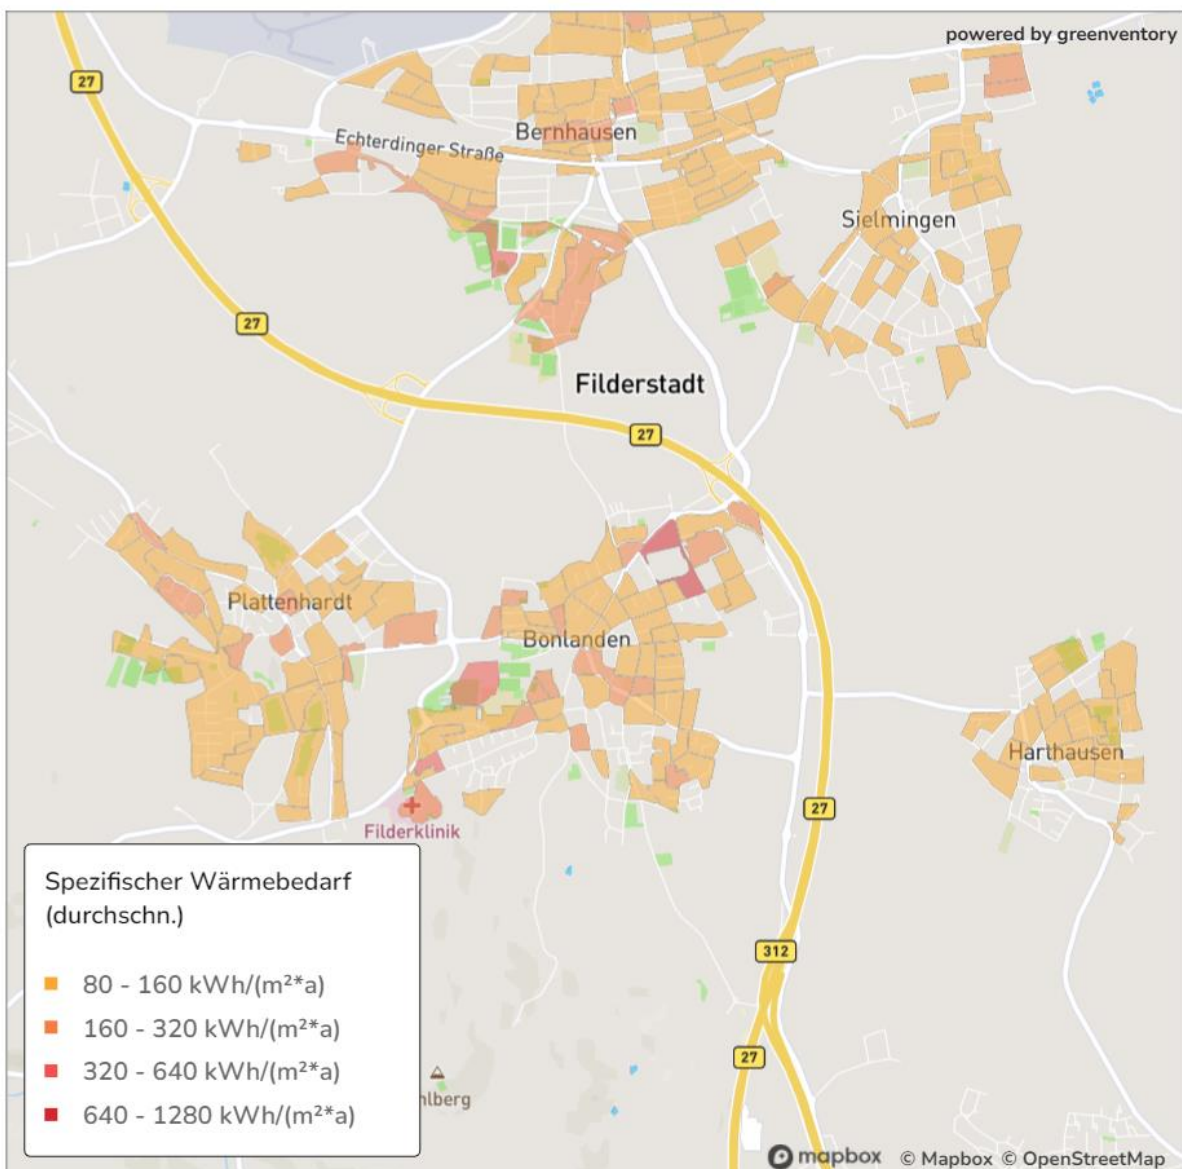 powered by greenventory
27
Bernhausen
Echterdinger Straße
Sielmingen
27
Filderstadt
27
Plattenhardt
Bonlanden
Harthausen
27
Filderklinik
Spezifischer Wärmebedarf
(durchschn.)
80 - 160 kWh/(m²*a)
160 - 320 kWh/(m²*a)
320 - 640 kWh/(m²*a)
640 - 1280 kWh/(m²*a)
312
27
hlberg
mapbox © Mapbox © OpenStreetMap